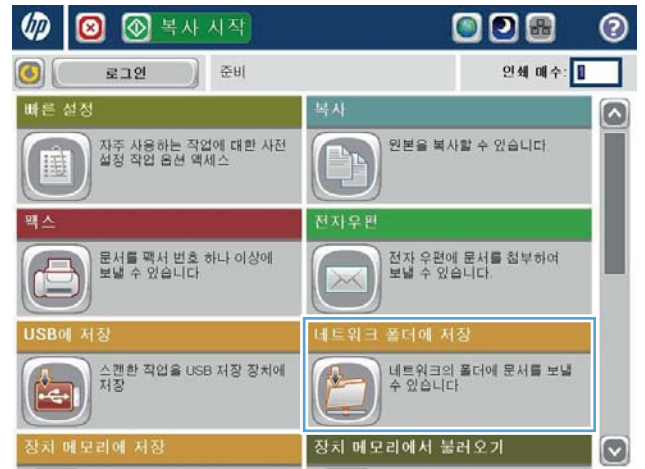 hp
복사 시작
?
로그인
준비
인쇄 매수: 1
빠른 설정
자주 사용하는 작업에 대한 사전
설정 작업 옵션 액세스
복사
원본을 복사할 수 있습니다.
팩스
문서를 팩서 번호 하나 이상에
보낼 수 있습니다
전자우편
전자 우편에 문서를 첨부하여
보낼 수 있습니다.
USB에 저장
스캔한 작업을 USB 저장 장치에
저장
네트워크 폴더에 저장
네트워크의 폴더에 문서를 보낼
수 있습니다
장치 메모리에 저장
장치 메모리에서 불러오기